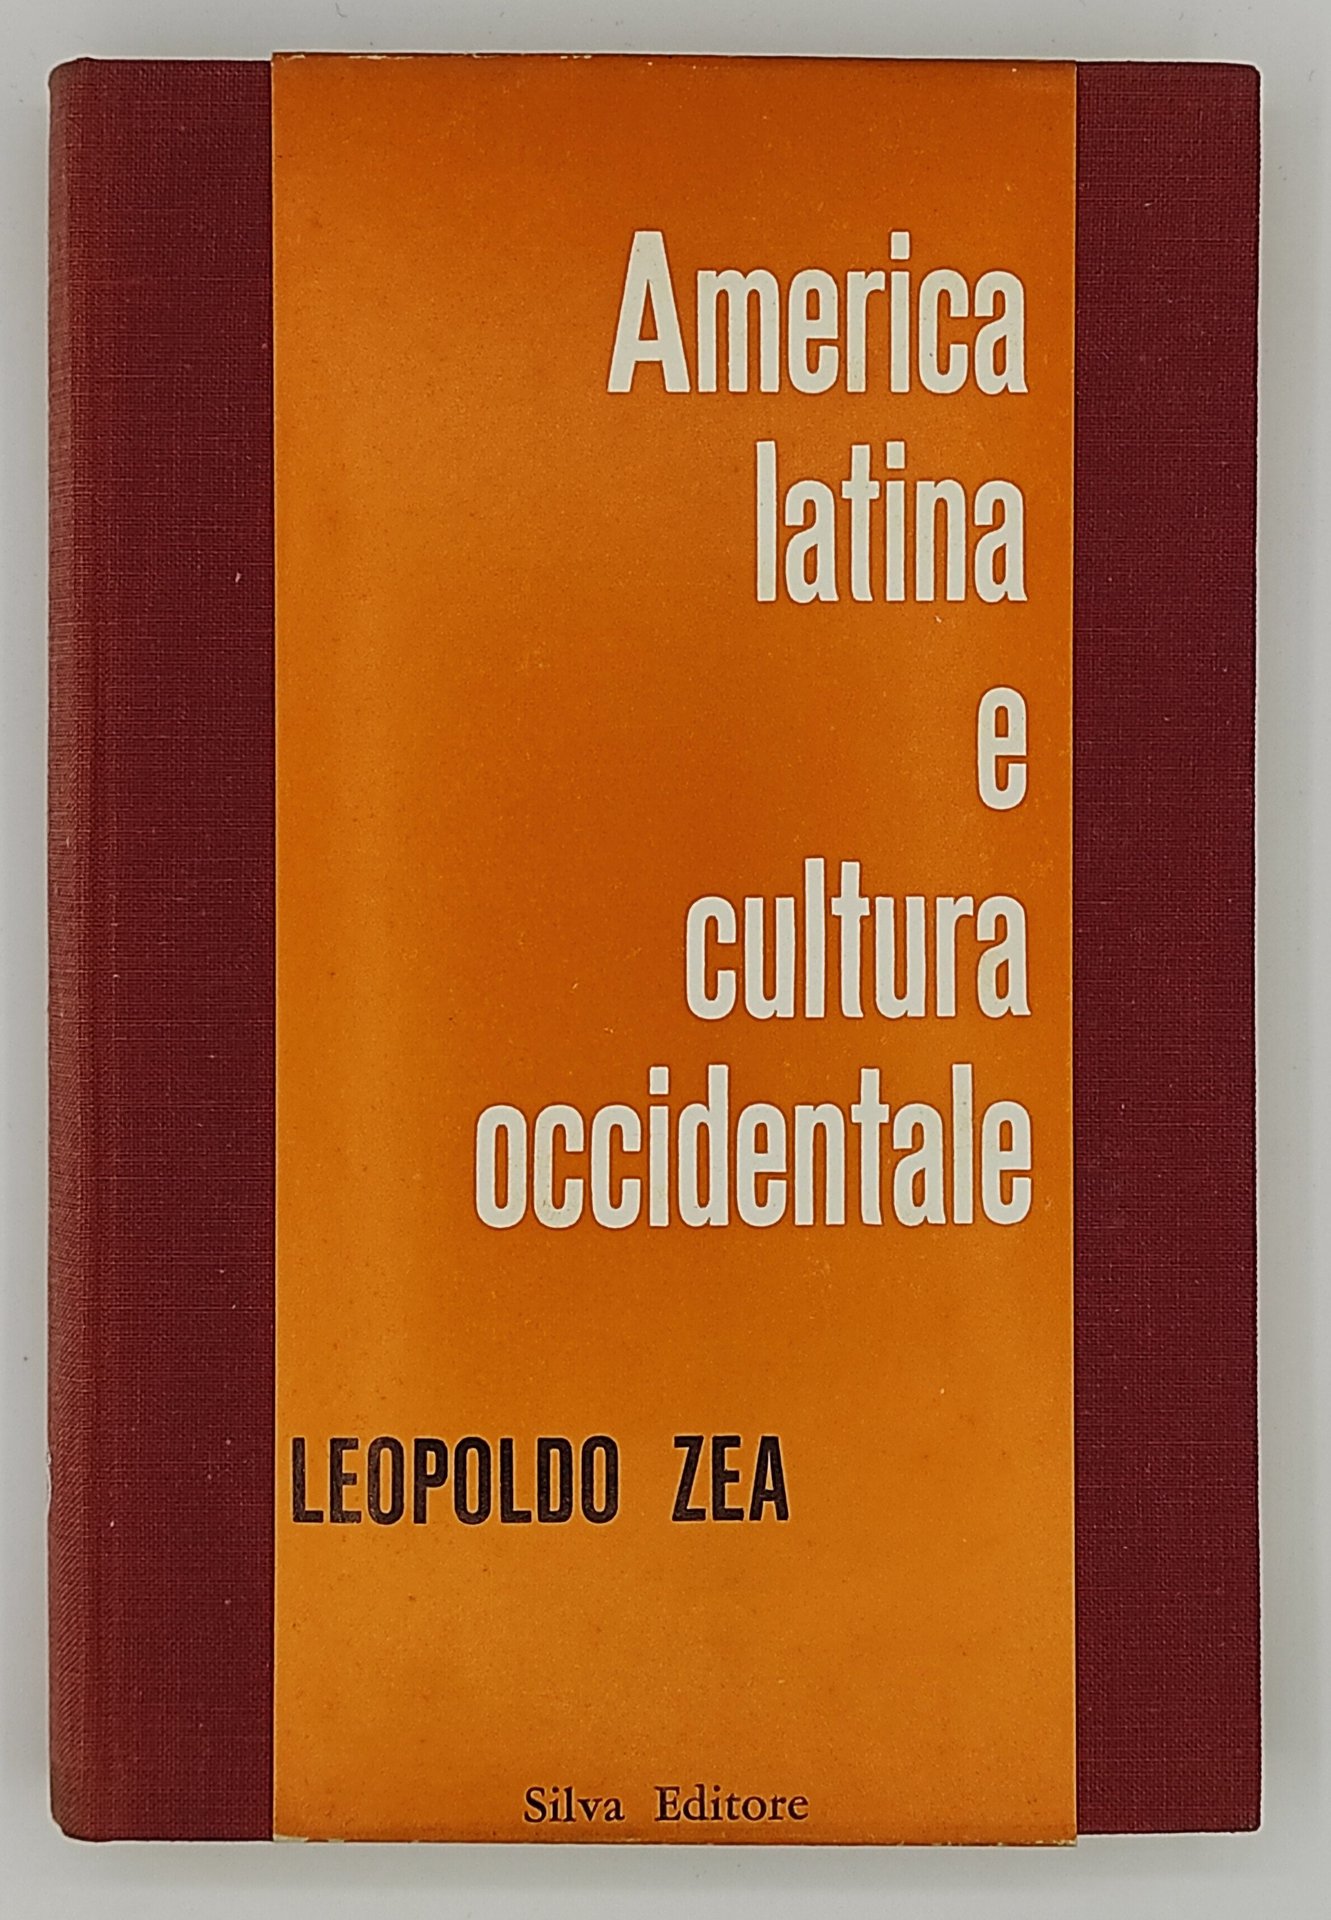 America
latina
e
cultura
occidentale
LEOPOLDO ZEA
Silva Editore